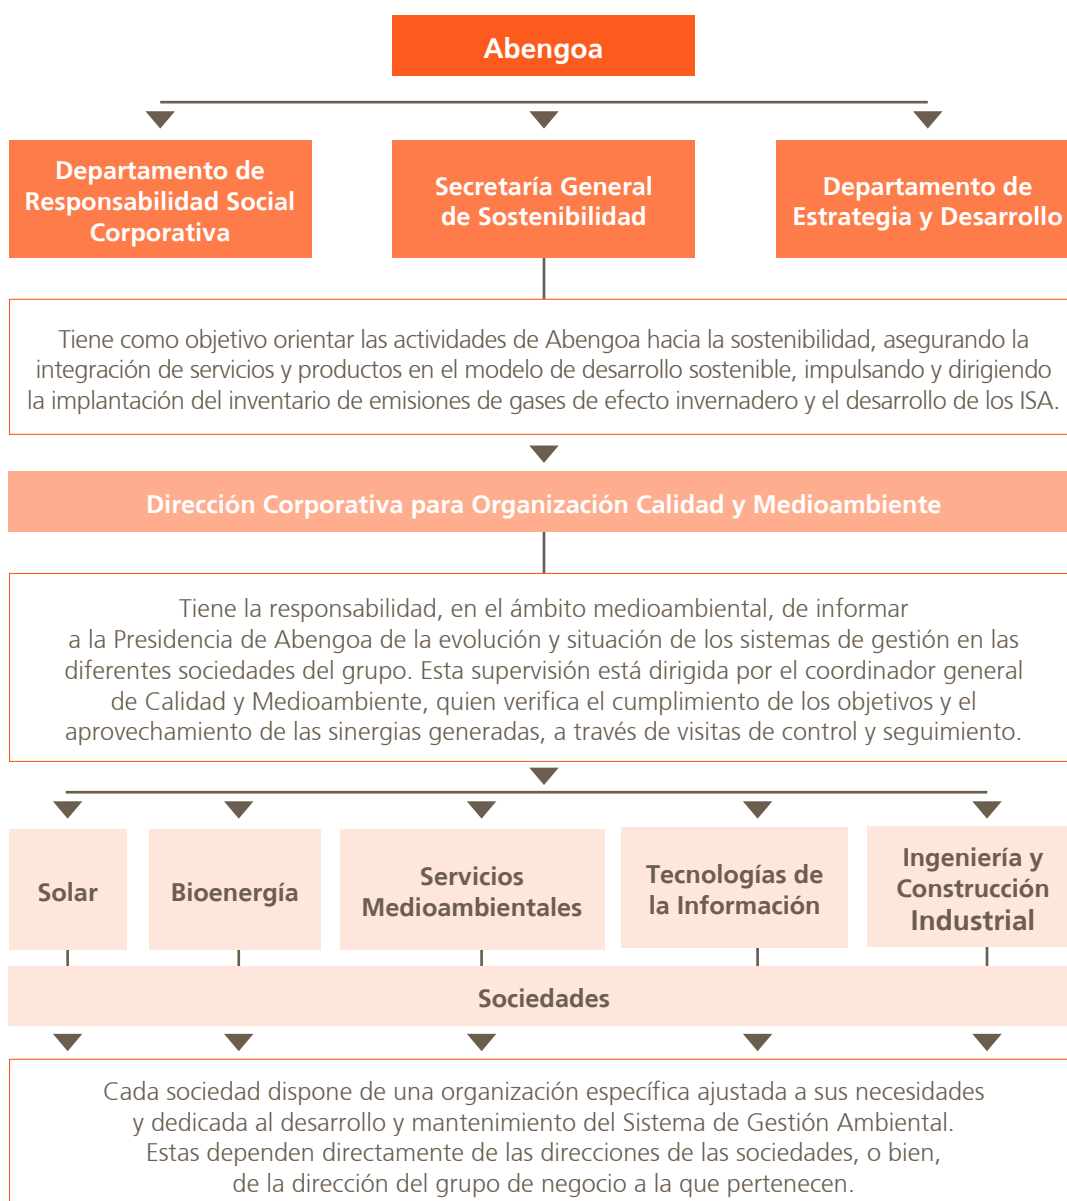 Abengoa
Departamento de
Responsabilidad Social
Corporativa
Secretaría General
de Sostenibilidad
Departamento de
Estrategia y Desarrollo
Tiene como objetivo orientar las actividades de Abengoa hacia la sostenibilidad, asegurando la
integración de servicios y productos en el modelo de desarrollo sostenible, impulsando y dirigiendo
la implantación del inventario de emisiones de gases de efecto invernadero y el desarrollo de los ISA.
Dirección Corporativa para Organización Calidad y Medioambiente
Tiene la responsabilidad, en el ámbito medioambiental, de informar
a la Presidencia de Abengoa de la evolución y situación de los sistemas de gestión en las
diferentes sociedades del grupo. Esta supervisión está dirigida por el coordinador general
de Calidad y Medioambiente, quien verifica el cumplimiento de los objetivos y el
aprovechamiento de las sinergias generadas, a través de visitas de control y seguimiento.
Solar
Bioenergía
Servicios
Medioambientales
Tecnologías de
la Información
Ingeniería y
Construcción
Industrial
Sociedades
Cada sociedad dispone de una organización específica ajustada a sus necesidades
y dedicada al desarrollo y mantenimiento del Sistema de Gestión Ambiental.
Estas dependen directamente de las direcciones de las sociedades, o bien,
de la dirección del grupo de negocio a la que pertenecen.